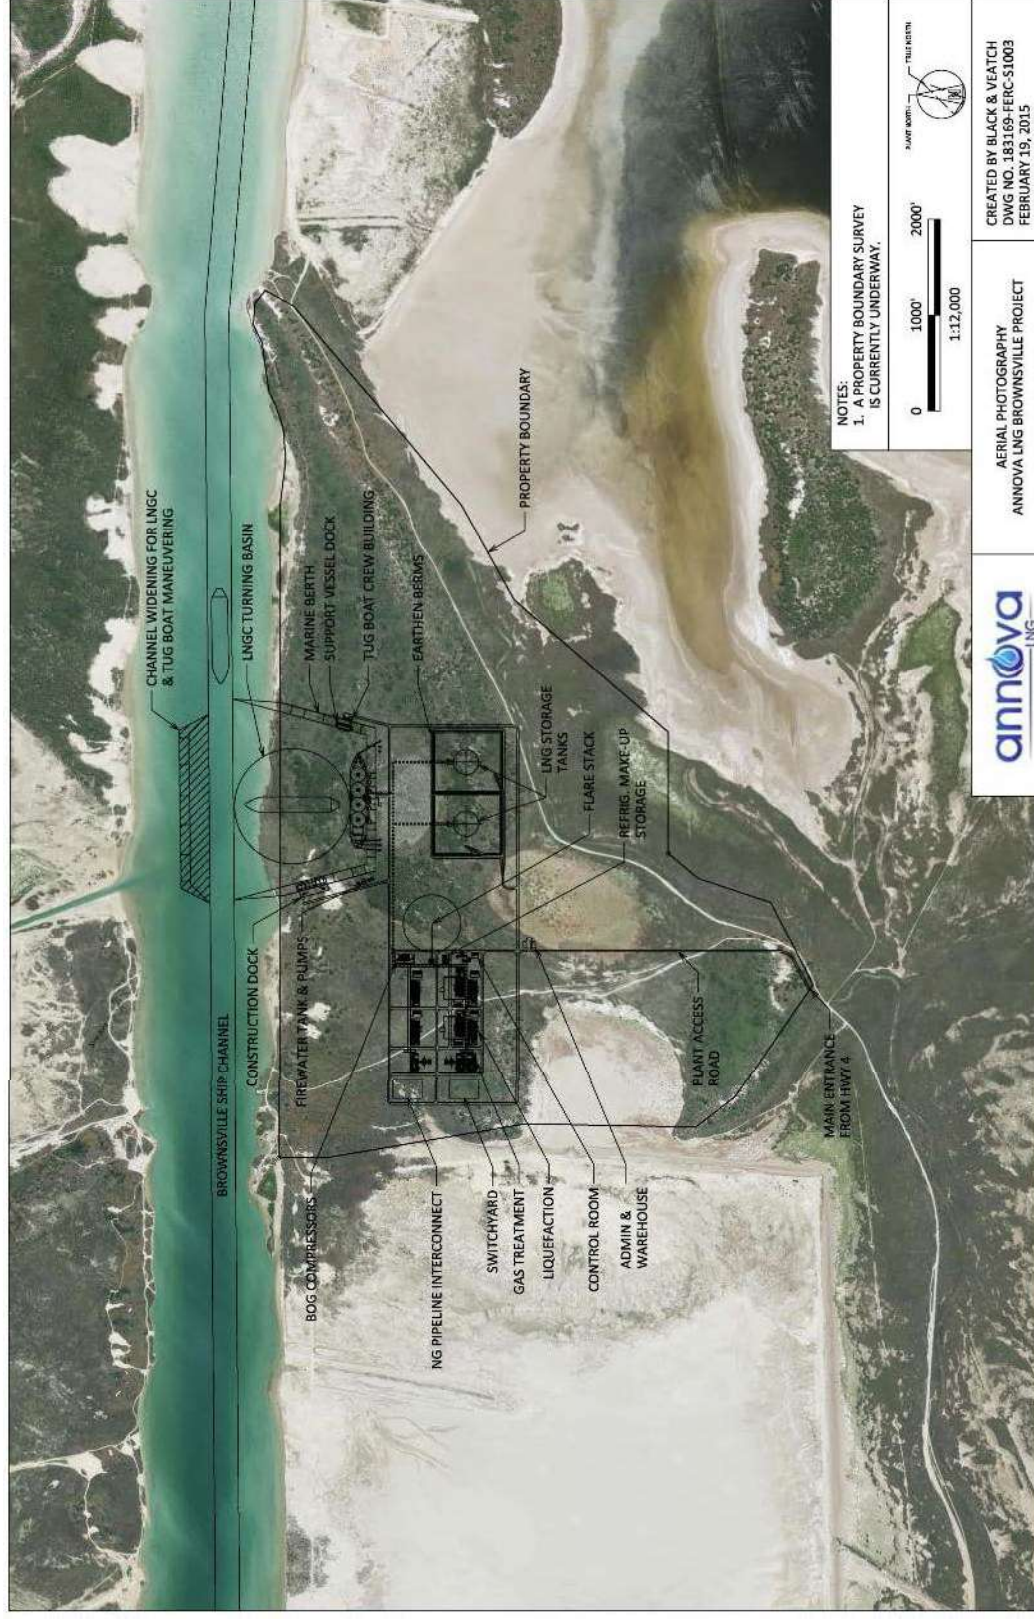 CHANNEL WIDENING FOR LNGC
& TUG BOAT MANEUVERING
LNGC TURNING BASIN
MARINE BERTH
SUPPORT VESSEL DOCK
TUG BOAT CREW BUILDING
EARTHEN BERMS
PROPERTY BOUNDARY
BROWNSVILLE SHIP CHANNEL
CONSTRUCTION DOCK
FIREWATER TANK & PUMPS
LNG STORAGE
TANKS
FLARE STACK
REFRIG. MAKE-UP
STORAGE
BOG COMPRESSORS
NG PIPELINE INTERCONNECT
SWITCHYARD
GAS TREATMENT
LIQUEFACTION
CONTROL ROOM
ADMIN &
WAREHOUSE
PLANT ACCESS
ROAD
MAIN ENTRANCE
FROM HWY 4
NOTES:
1. A PROPERTY BOUNDARY SURVEY
IS CURRENTLY UNDERWAY.
0 1000' 2000'
1:12,000
PLANT NORTH
TRUE NORTH
annova
LNG
AERIAL PHOTOGRAPHY
ANNOVA LNG BROWNSVILLE PROJECT
CREATED BY BLACK & VEATCH
DWG NO. 183169-FERC-S1003
FEBRUARY 19, 2015